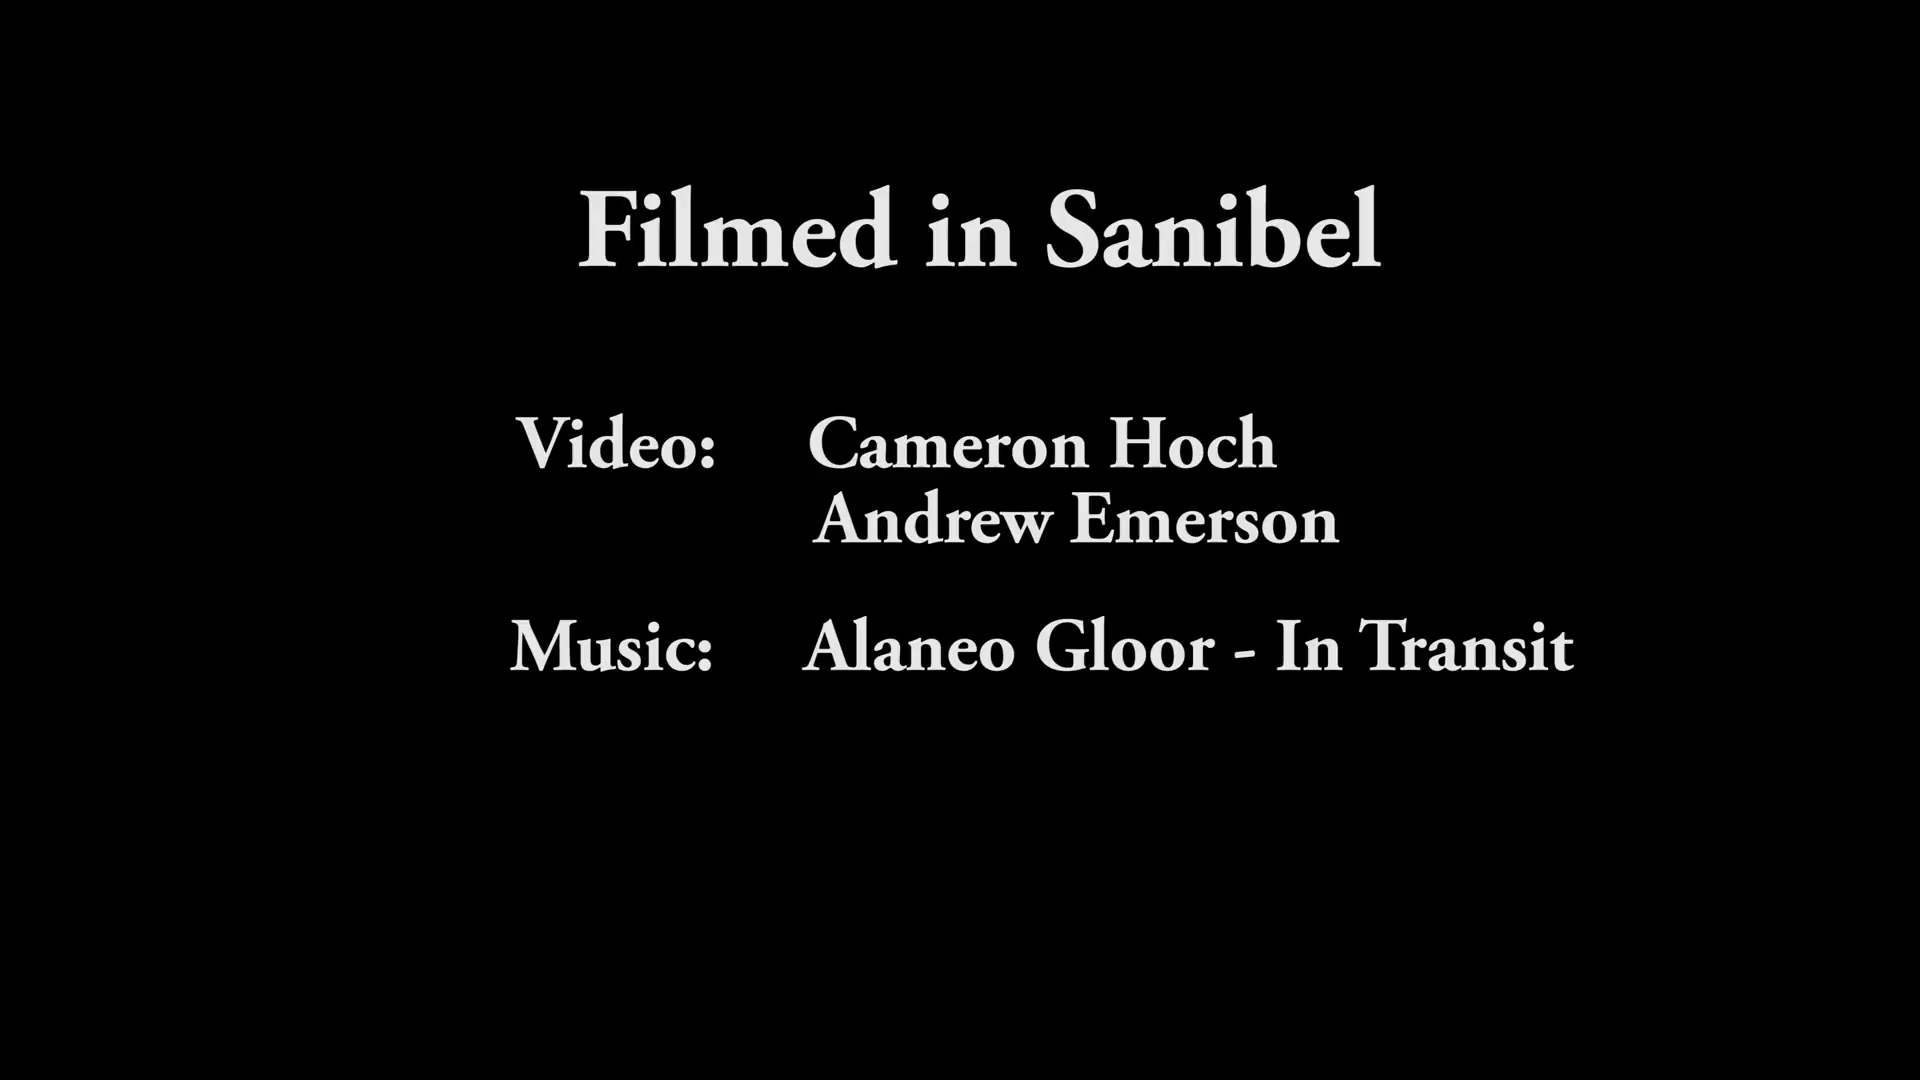 Filmed in Sanibel
Video: Cameron Hoch
Andrew Emerson
Music: Alaneo Gloor - In Transit